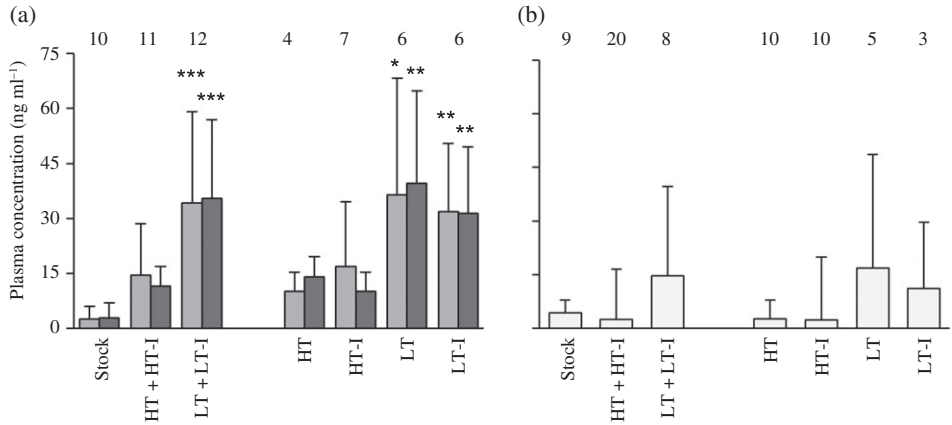 (a)
10 11 12 4 7 6 6
Plasma concentration (ng ml⁻¹)
75
60
45
30
15
0
***
***
*
**
**
**
Stock
HT + HT-I
LT + LT-I
HT
HT-I
LT
LT-I
(b)
9 20 8 10 10 5 3
Stock
HT + HT-I
LT + LT-I
HT
HT-I
LT
LT-I